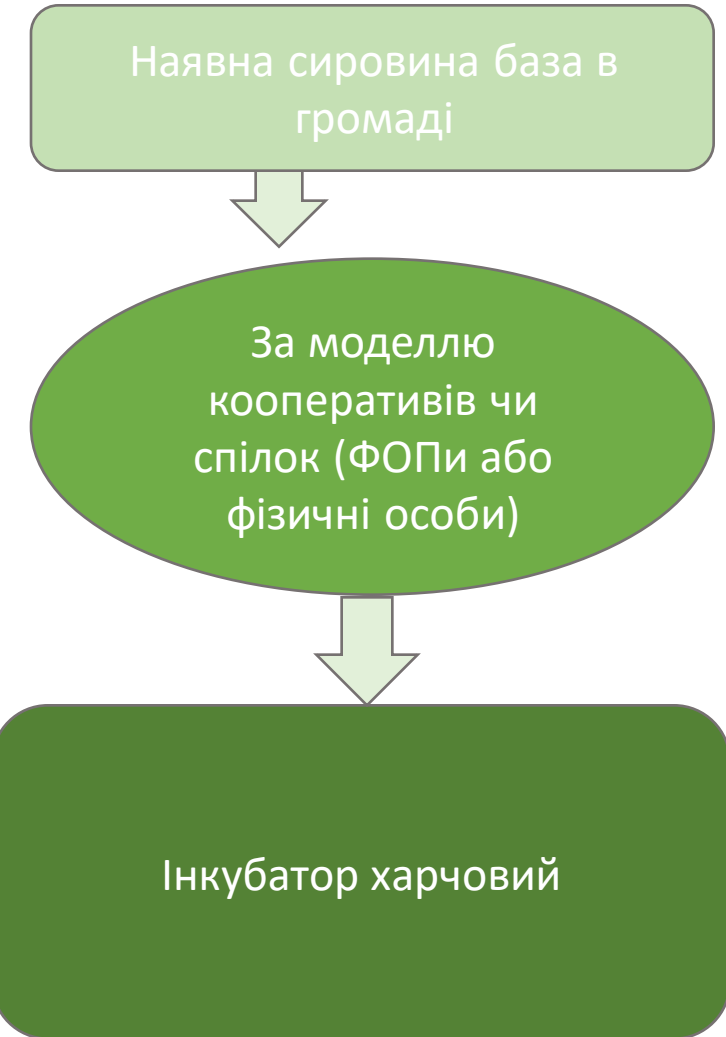 Наявна сировина база в
громаді
За моделлю
кооперативів чи
спілок (ФОПи або
фізичні особи)
Інкубатор харчовий